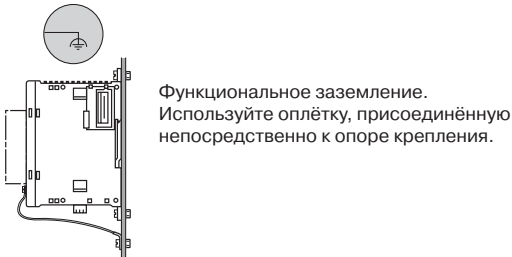 Функциональное заземление.
Используйте оплётку, присоединённую
непосредственно к опоре крепления.